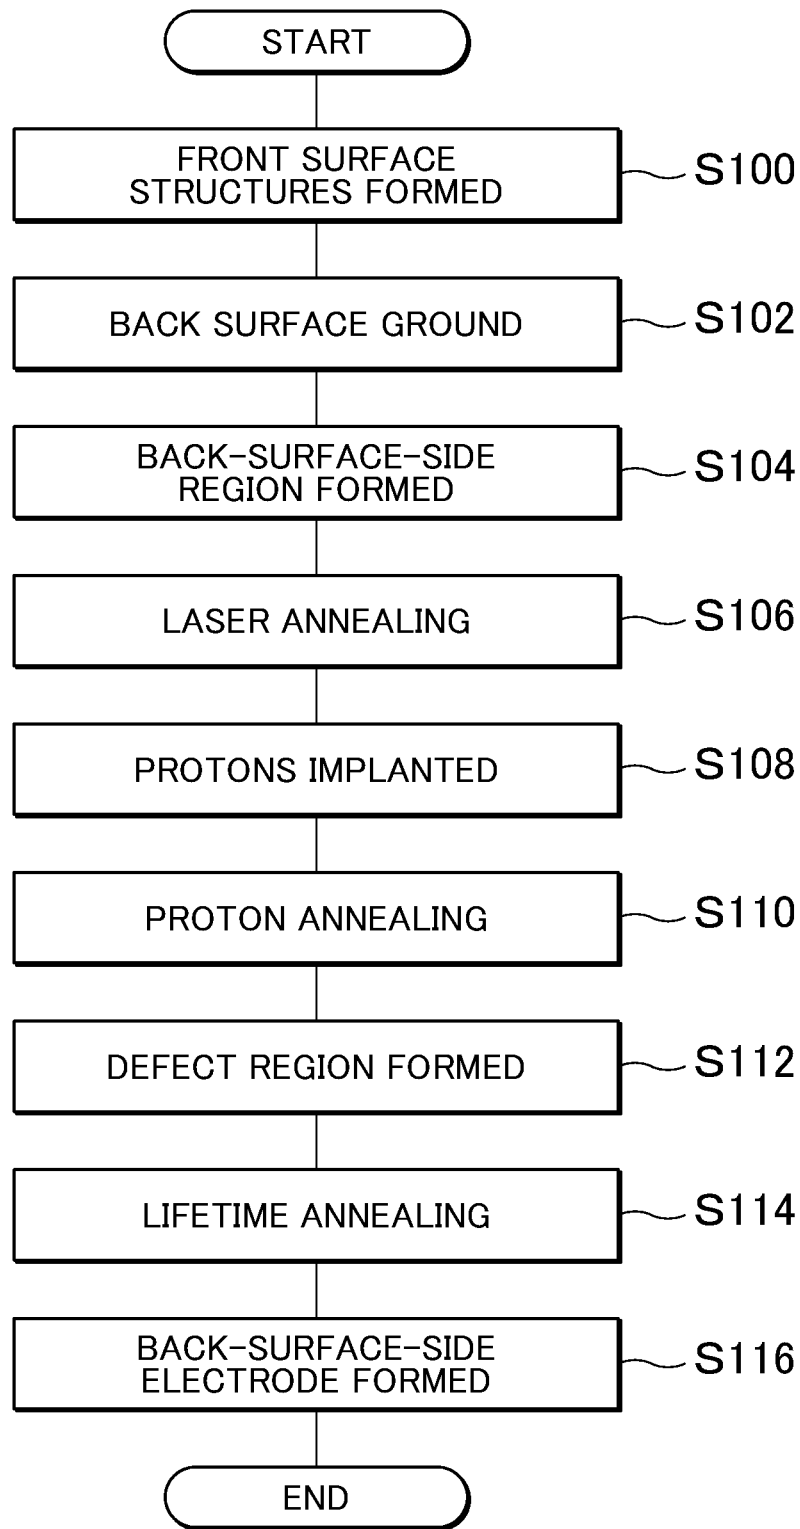 START
FRONT SURFACE
STRUCTURES FORMED
S100
BACK SURFACE GROUND
S102
BACK-SURFACE-SIDE
REGION FORMED
S104
LASER ANNEALING
S106
PROTONS IMPLANTED
S108
PROTON ANNEALING
S110
DEFECT REGION FORMED
S112
LIFETIME ANNEALING
S114
BACK-SURFACE-SIDE
ELECTRODE FORMED
S116
END